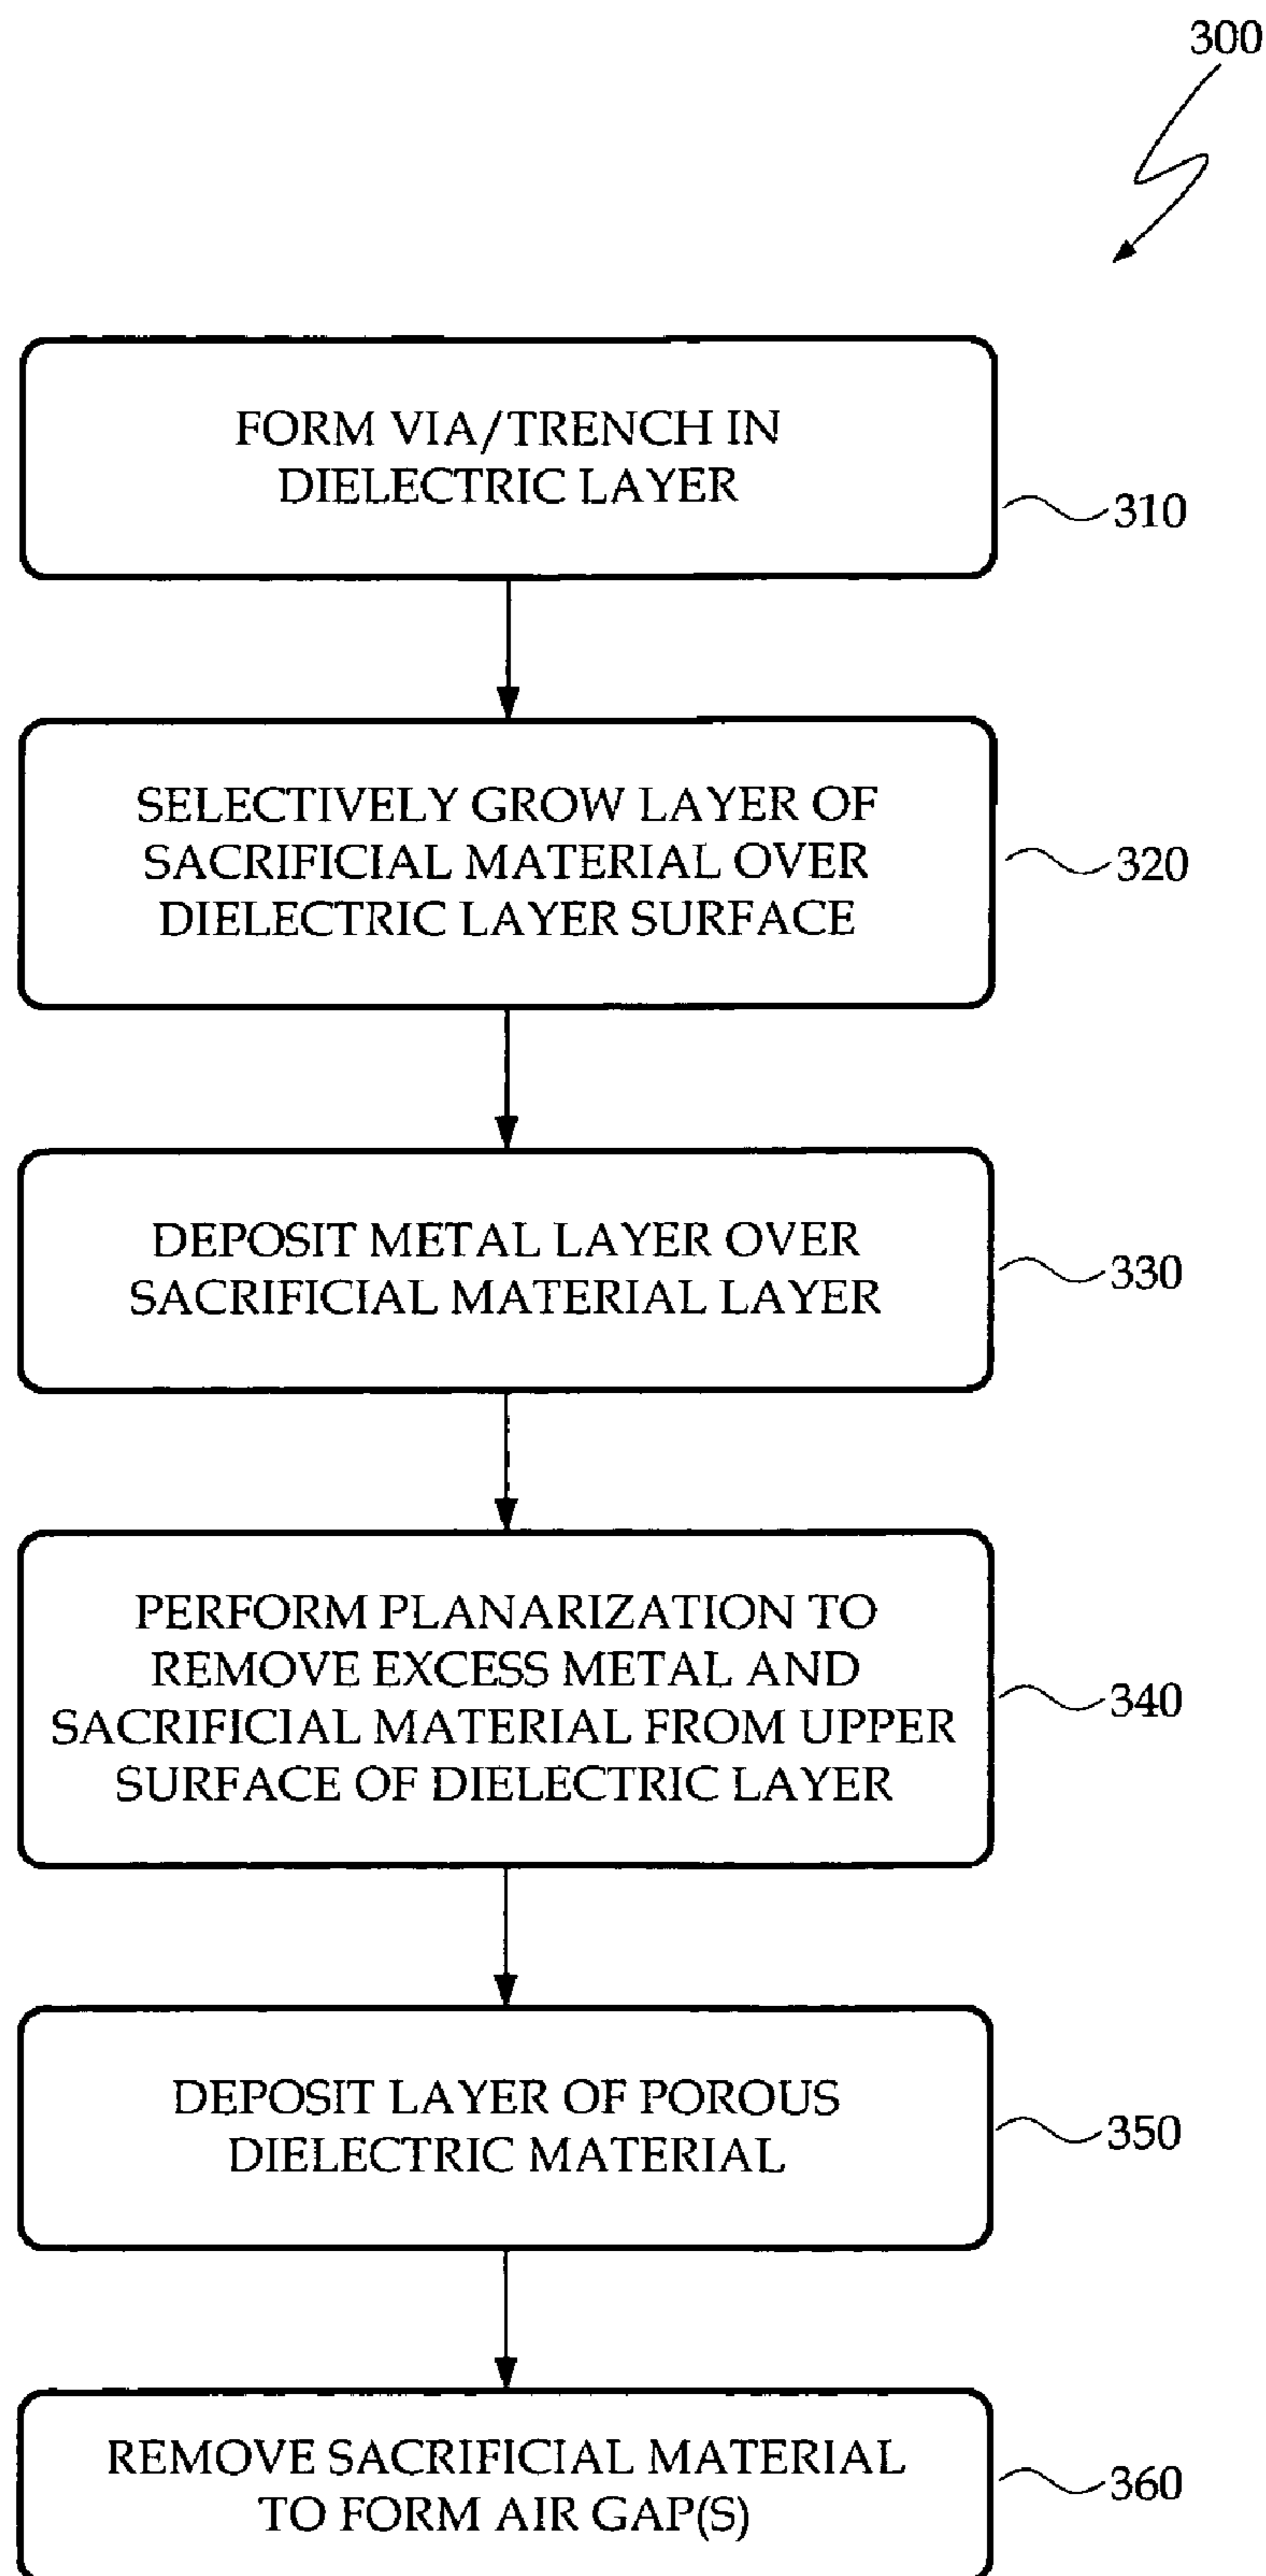 300
FORM VIA/TRENCH IN
DIELECTRIC LAYER
310
SELECTIVELY GROW LAYER OF
SACRIFICIAL MATERIAL OVER
DIELECTRIC LAYER SURFACE
320
DEPOSIT METAL LAYER OVER
SACRIFICIAL MATERIAL LAYER
330
PERFORM PLANARIZATION TO
REMOVE EXCESS METAL AND
SACRIFICIAL MATERIAL FROM UPPER
SURFACE OF DIELECTRIC LAYER
340
DEPOSIT LAYER OF POROUS
DIELECTRIC MATERIAL
350
REMOVE SACRIFICIAL MATERIAL
TO FORM AIR GAP(S)
360